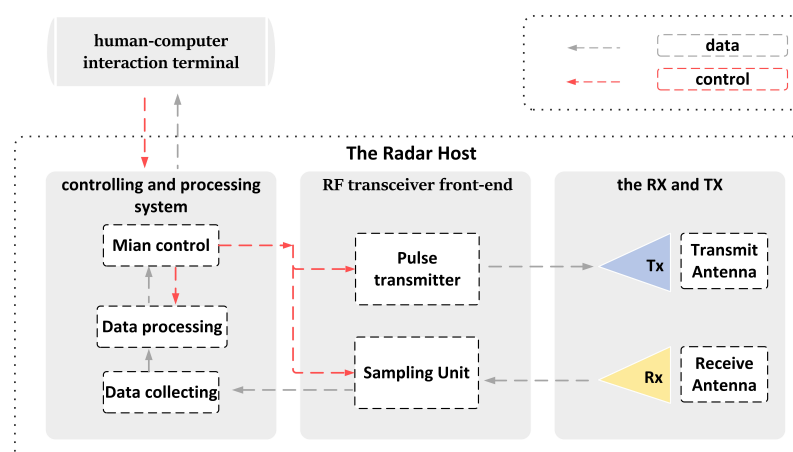 human-computer
interaction terminal
data
control
The Radar Host
controlling and processing
system
Mian control
Data processing
Data collecting
RF transceiver front-end
Pulse
transmitter
Sampling Unit
the RX and TX
Tx
Transmit
Antenna
Rx
Receive
Antenna